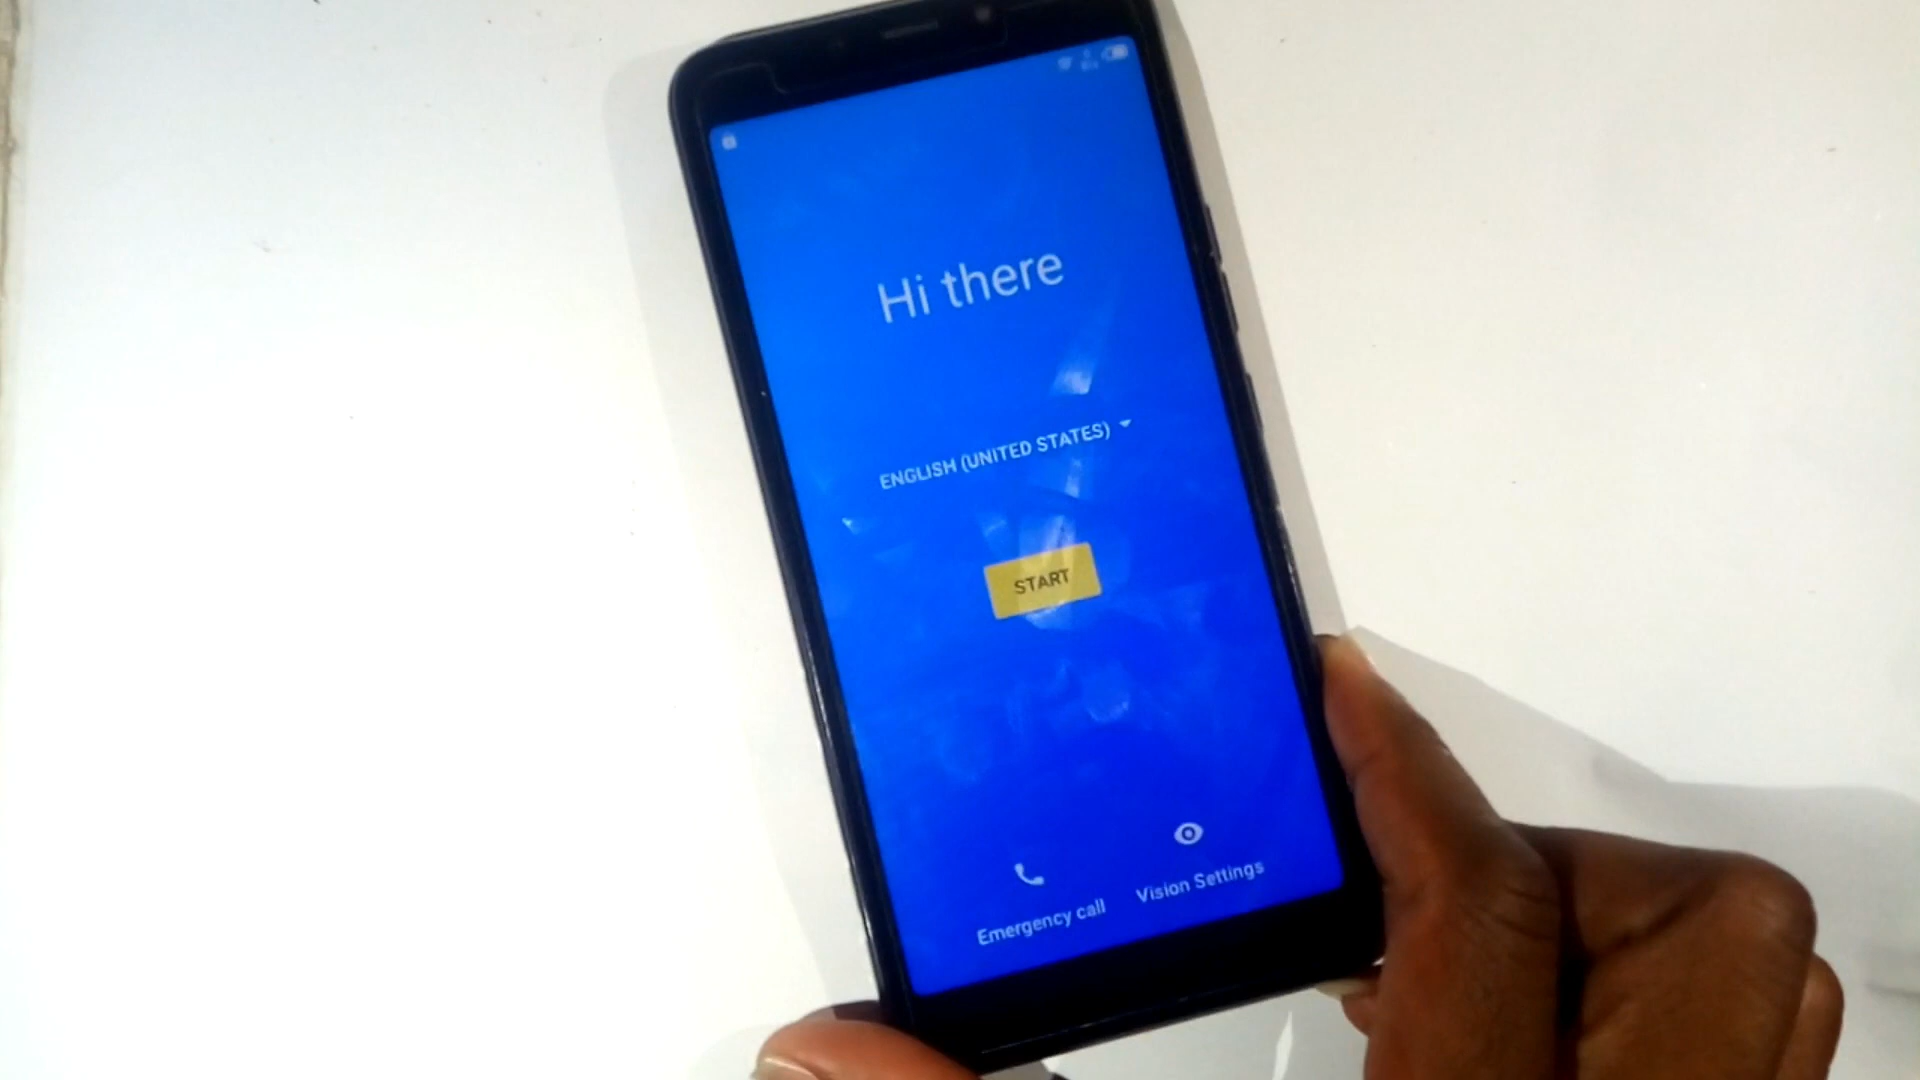 Hi there
ENGLISH (UNITED STATES)
START
Emergency call
Vision Settings